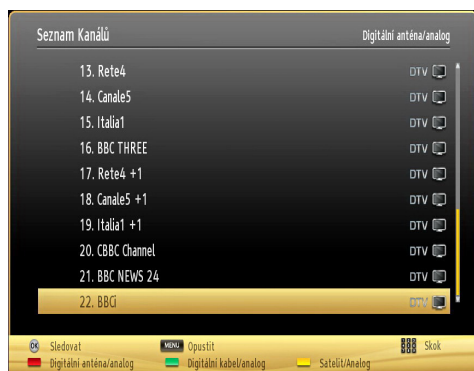 Seznam Kanálů Digitální anténa/analog
13. Rete4 DTV
14. Canale5 DTV
15. Italia1 DTV
16. BBC THREE DTV
17. Rete4 +1 DTV
18. Canale5 +1 DTV
19. Italia1 +1 DTV
20. CBBC Channel DTV
21. BBC NEWS 24 DTV
22. BBCi DTV
OK Sledovat MENU Opustit Skok
Digitální anténa/analog Digitální kabel/analog Satelit/Analog